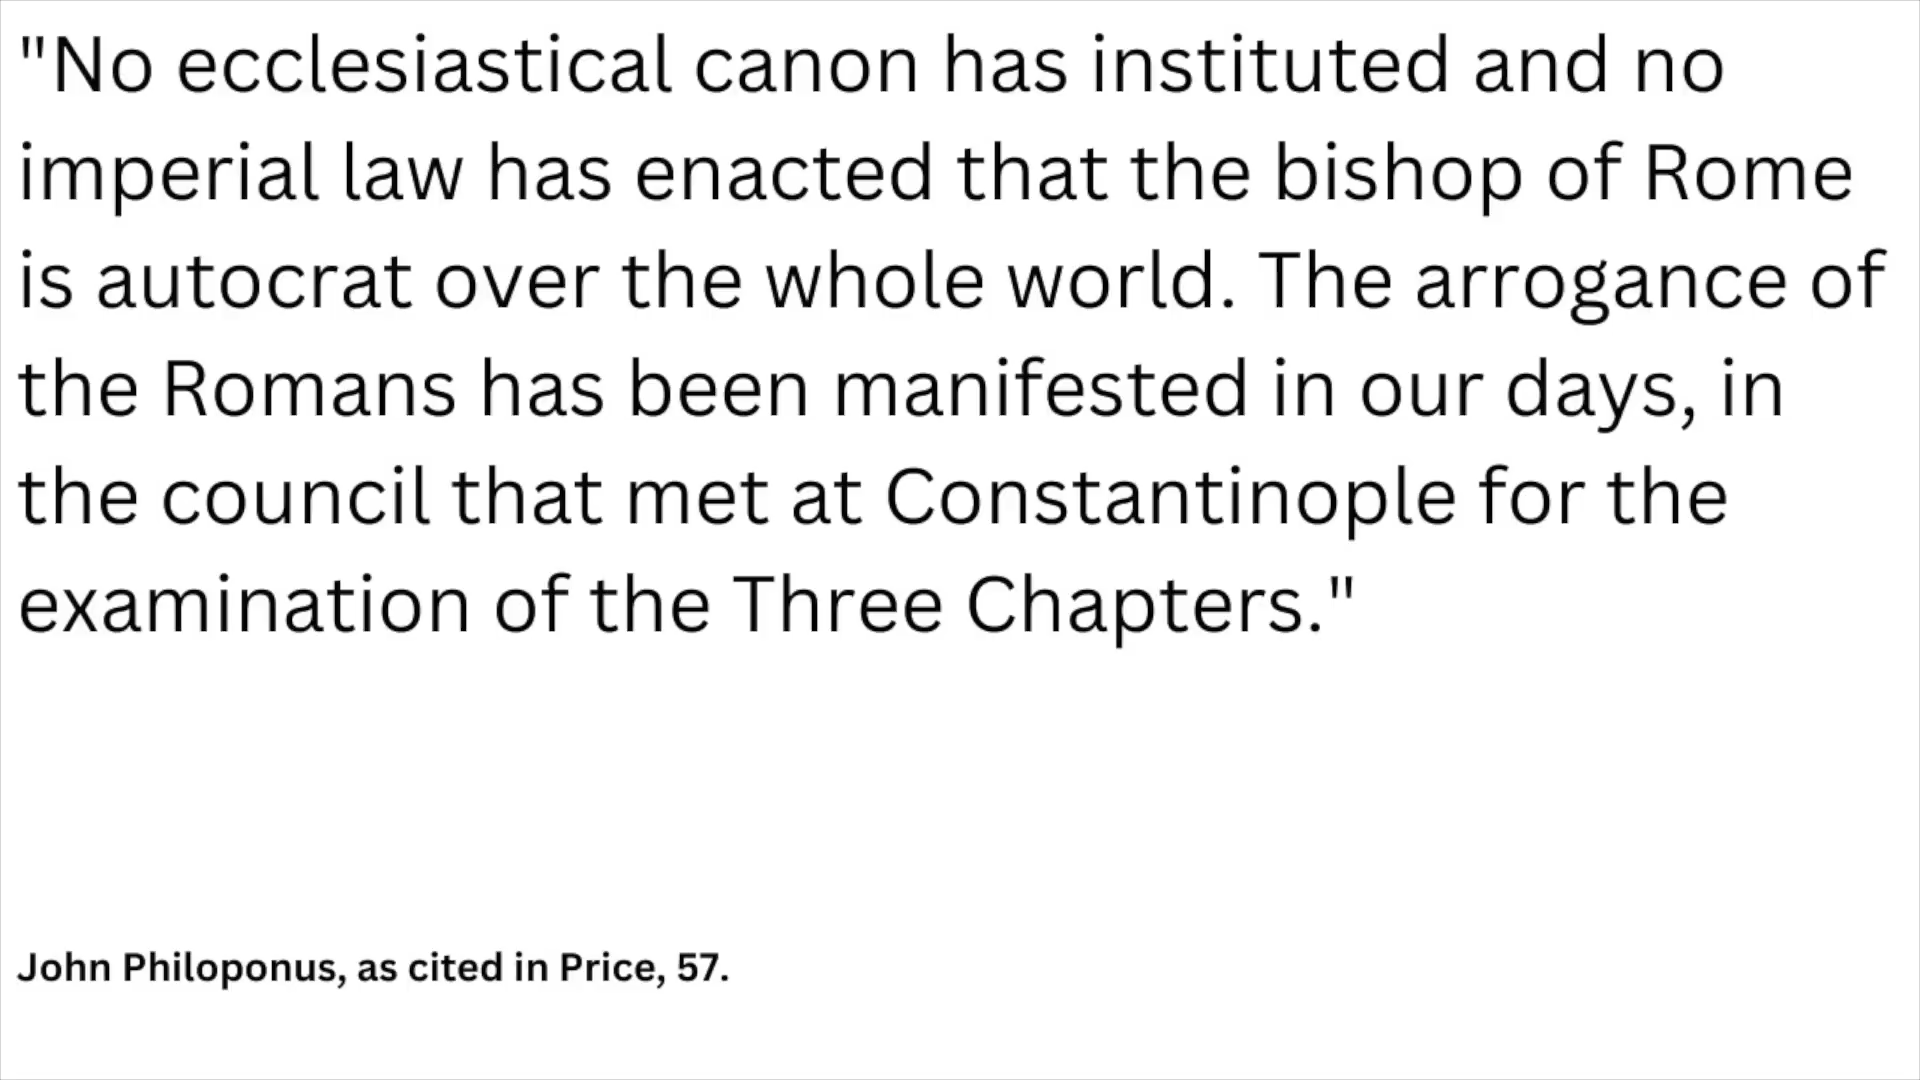 "No ecclesiastical canon has instituted and no
imperial law has enacted that the bishop of Rome
is autocrat over the whole world. The arrogance of
the Romans has been manifested in our days, in
the council that met at Constantinople for the
examination of the Three Chapters."
John Philoponus, as cited in Price, 57.